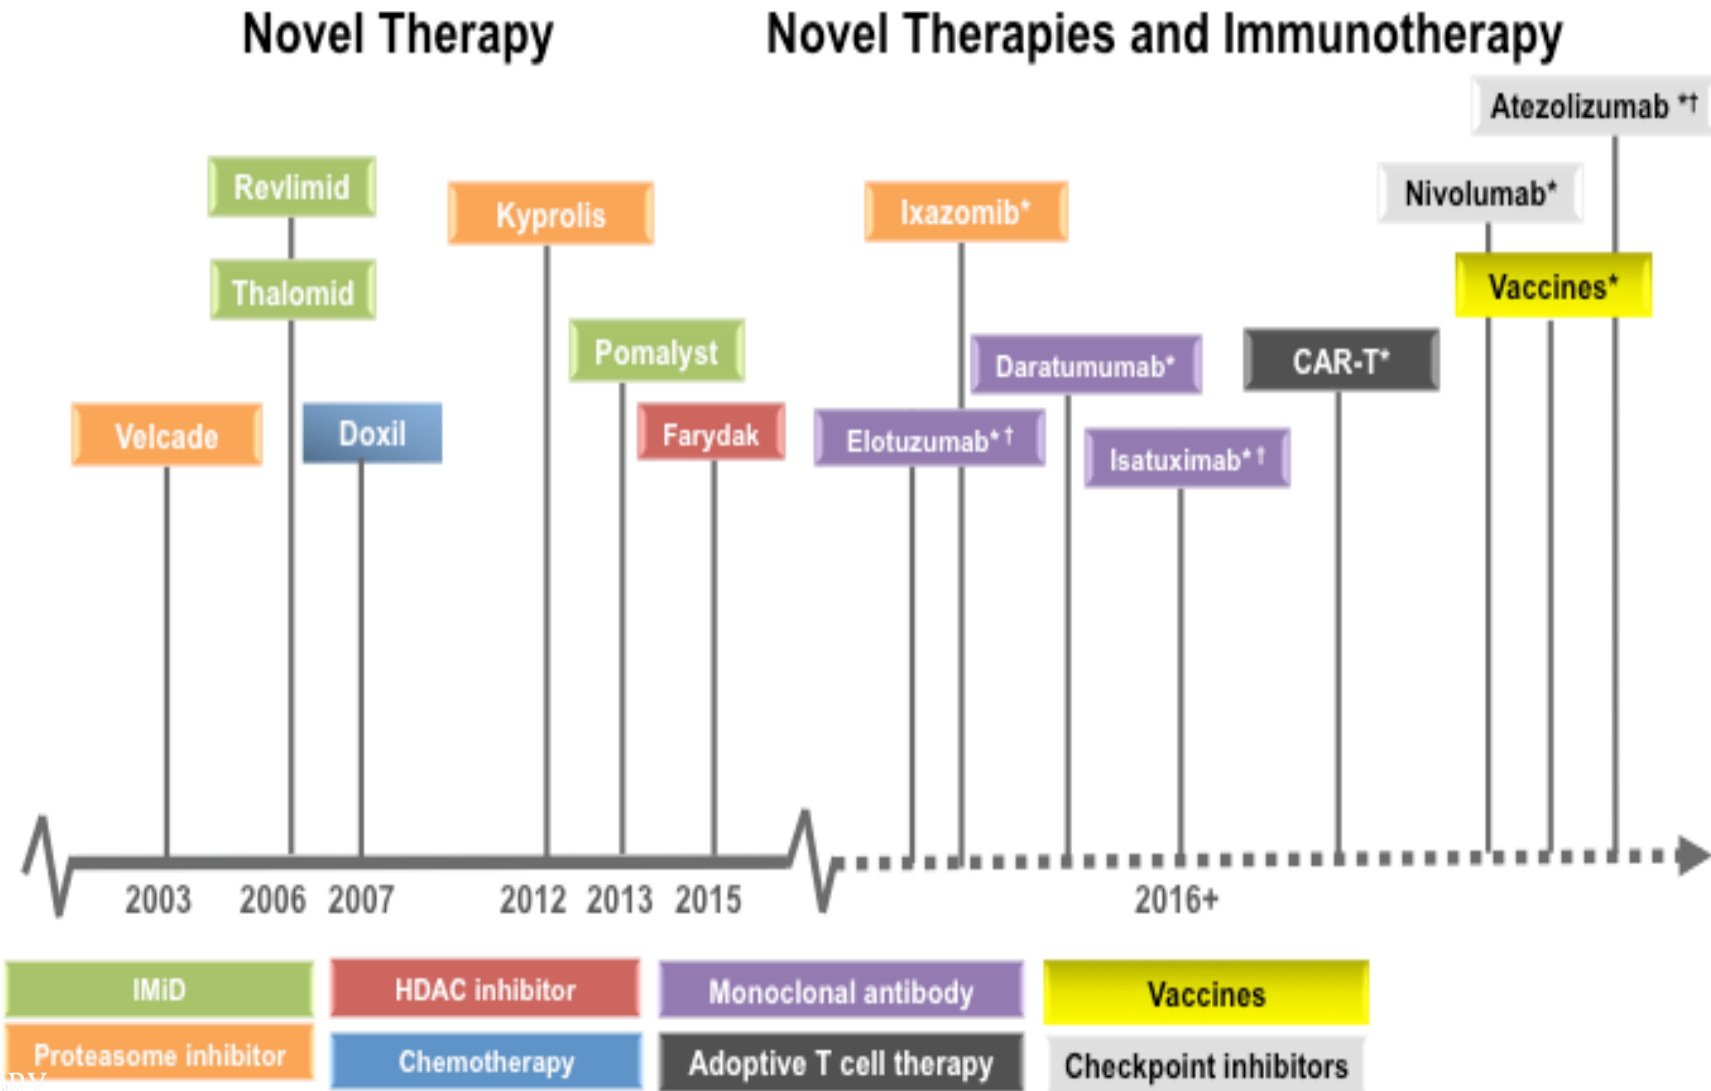 Novel Therapy
Novel Therapies and Immunotherapy
Atezolizumab *†
Revlimid
Kyprolis
Ixazomib*
Nivolumab*
Thalomid
Vaccines*
Pomalyst
Daratumumab*
CAR-T*
Velcade
Doxil
Farydak
Elotuzumab*†
Isatuximab*†
2003
2006
2007
2012
2013
2015
2016+
IMiD
HDAC inhibitor
Monoclonal antibody
Vaccines
Proteasome inhibitor
Chemotherapy
Adoptive T cell therapy
Checkpoint inhibitors